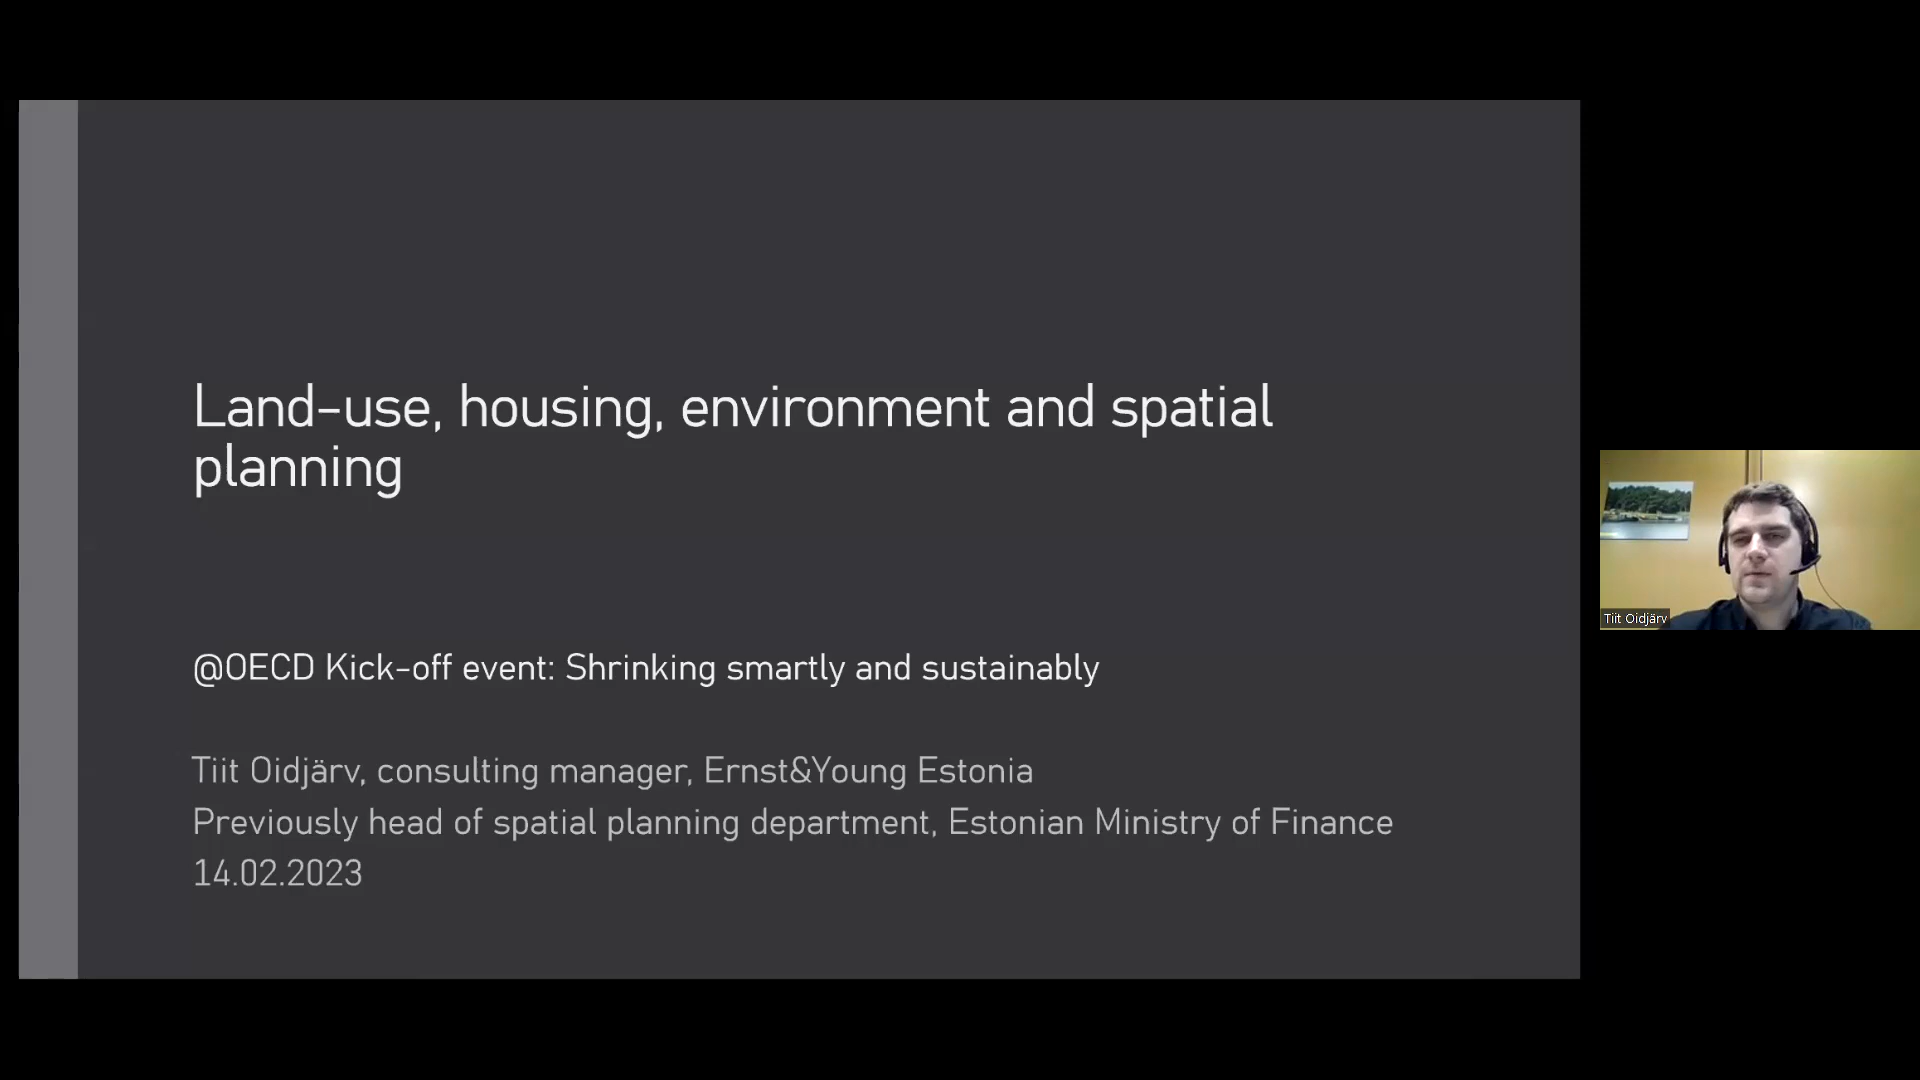 Land-use, housing, environment and spatial
planning
@OECD Kick-off event: Shrinking smartly and sustainably
Tiit Oidjärv, consulting manager, Ernst&Young Estonia
Previously head of spatial planning department, Estonian Ministry of Finance
14.02.2023
Tiit Oidjärv